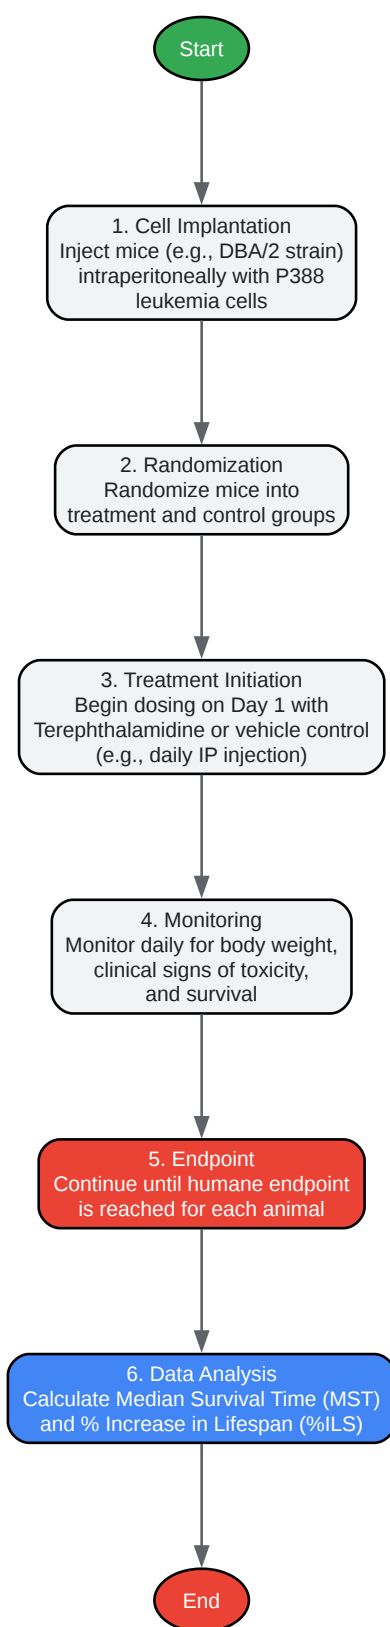 Start
1. Cell Implantation
Inject mice (e.g., DBA/2 strain)
intraperitoneally with P388
leukemia cells
2. Randomization
Randomize mice into
treatment and control groups
3. Treatment Initiation
Begin dosing on Day 1 with
Terephthalamidine or vehicle control
(e.g., daily IP injection)
4. Monitoring
Monitor daily for body weight,
clinical signs of toxicity,
and survival
5. Endpoint
Continue until humane endpoint
is reached for each animal
6. Data Analysis
Calculate Median Survival Time (MST)
and % Increase in Lifespan (%ILS)
End